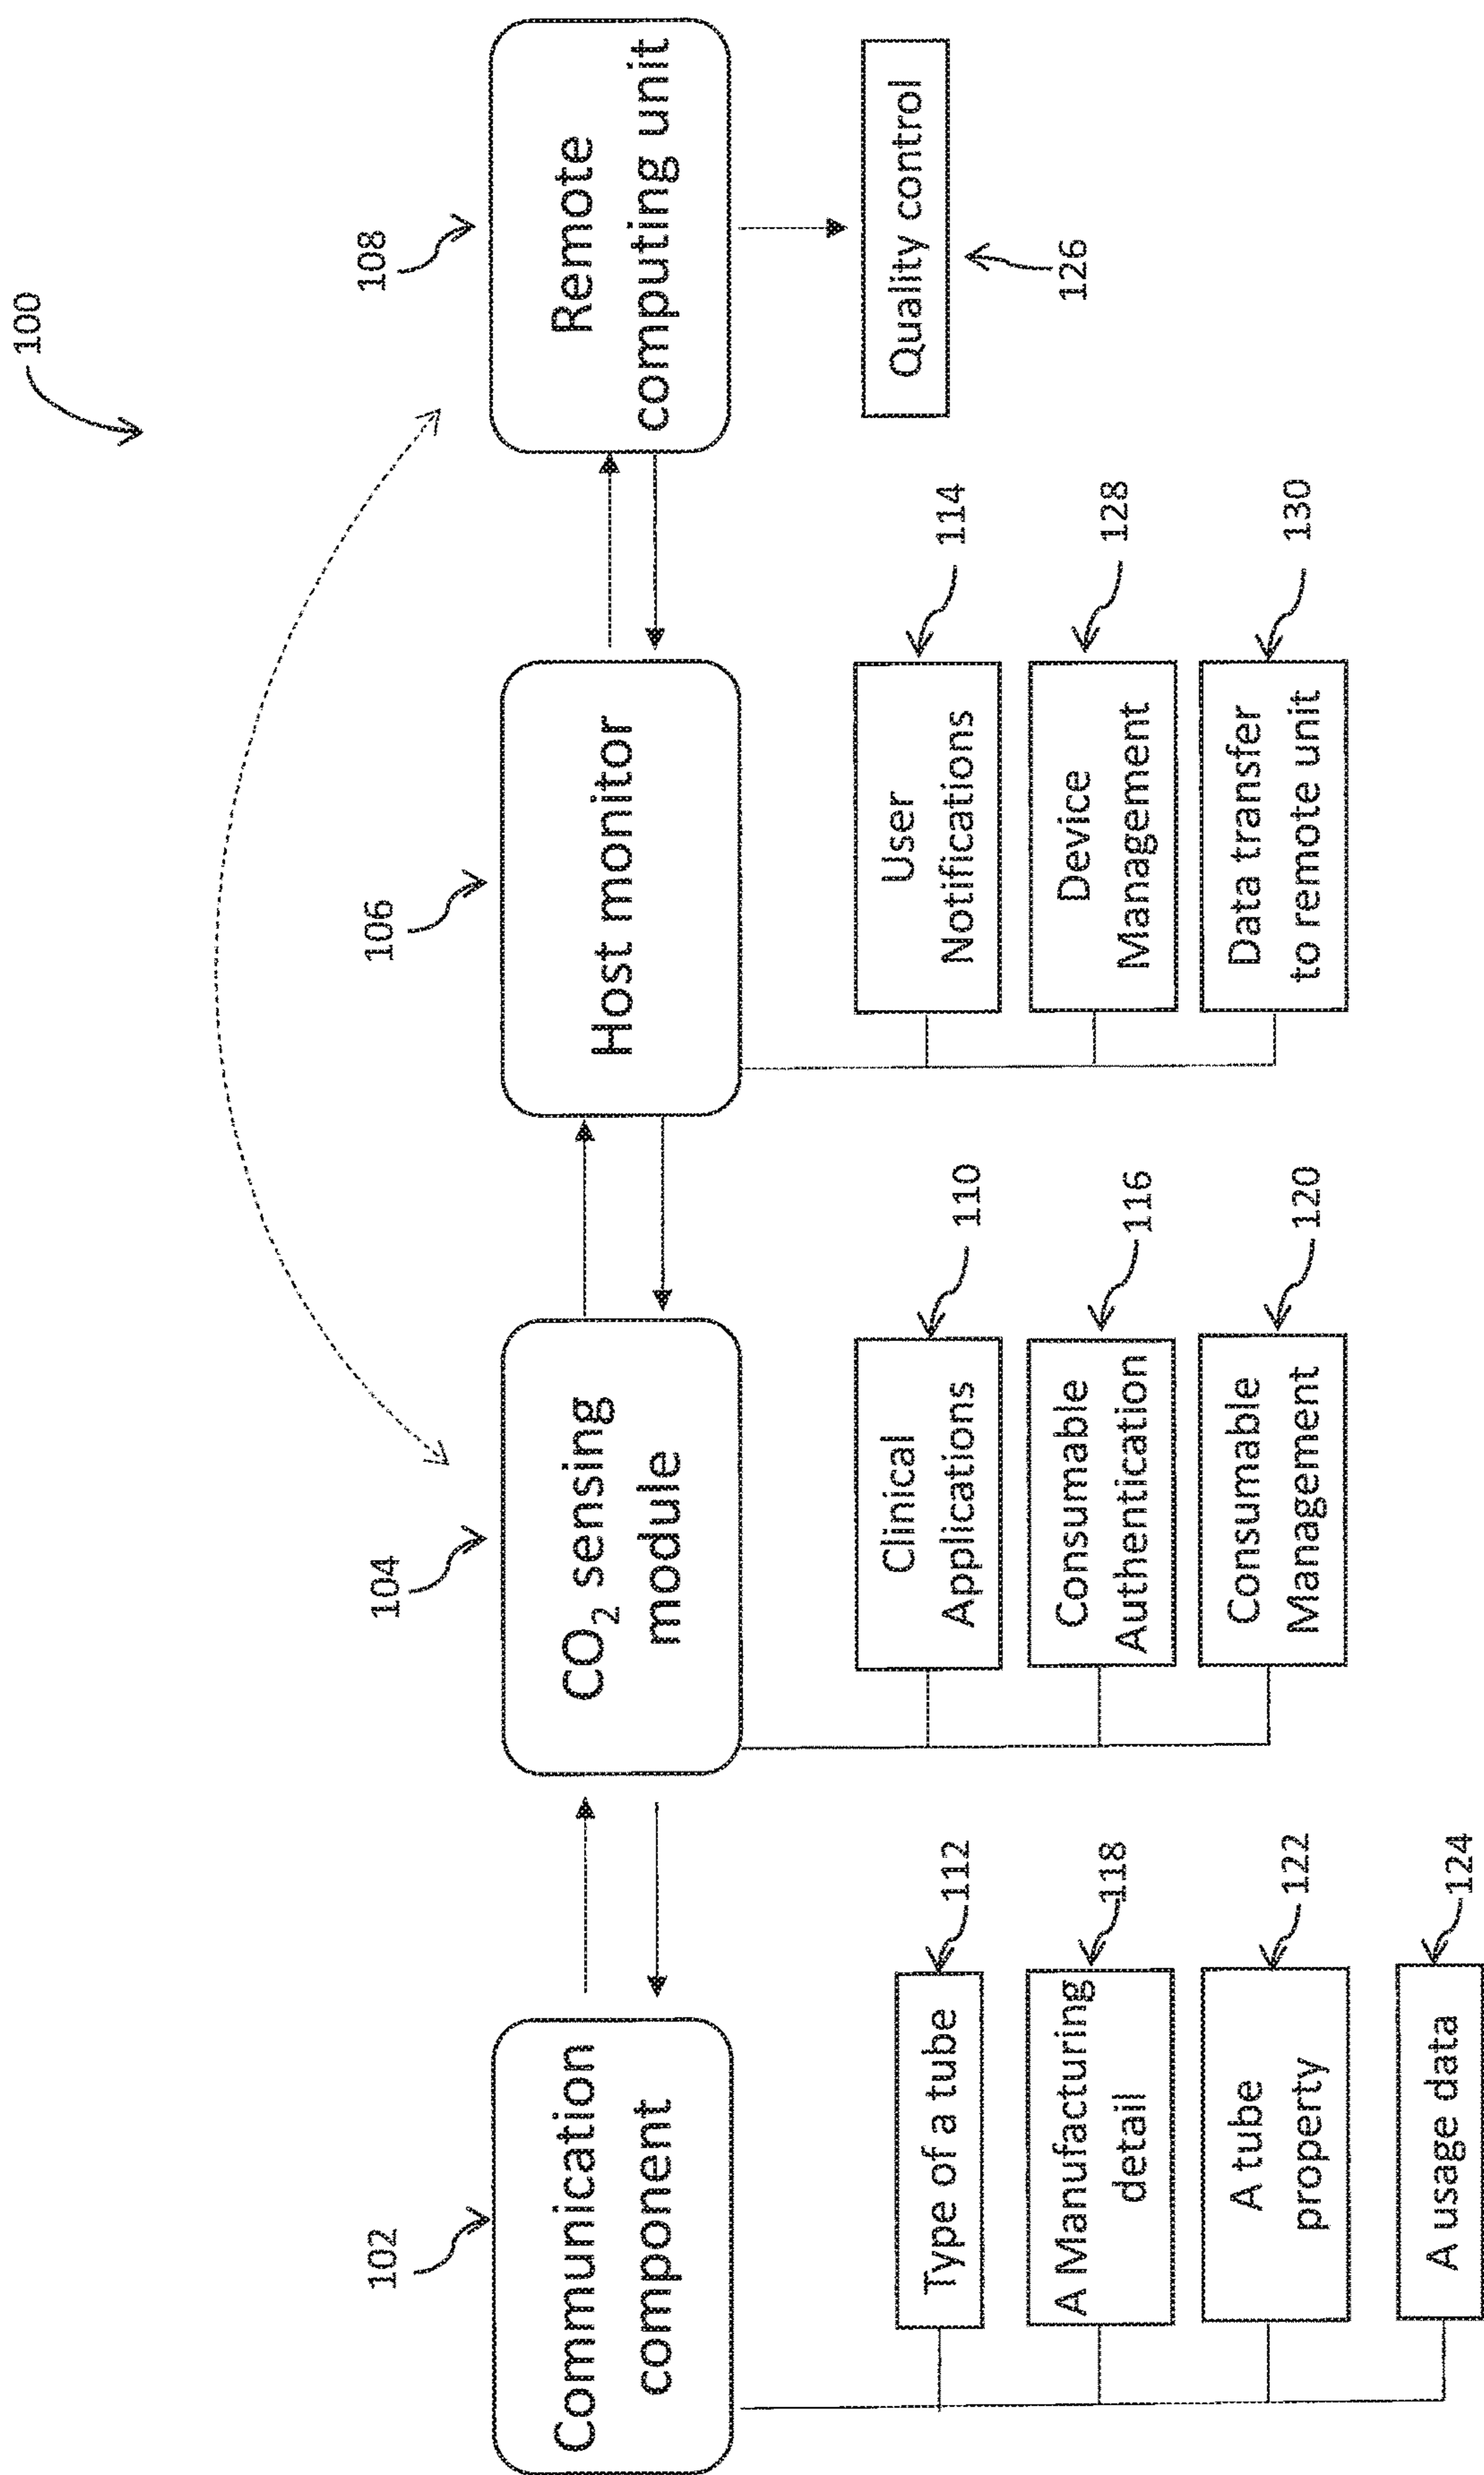 100
102
104
106
108
Communication
component
CO₂ sensing
module
Host monitor
Remote
computing unit
Type of a tube
112
A Manufacturing
detail
118
A tube
property
122
A usage data
124
Clinical
Applications
110
Consumable
Authentication
116
Consumable
Management
120
User
Notifications
114
Device
Management
128
Data transfer
to remote unit
130
Quality control
126